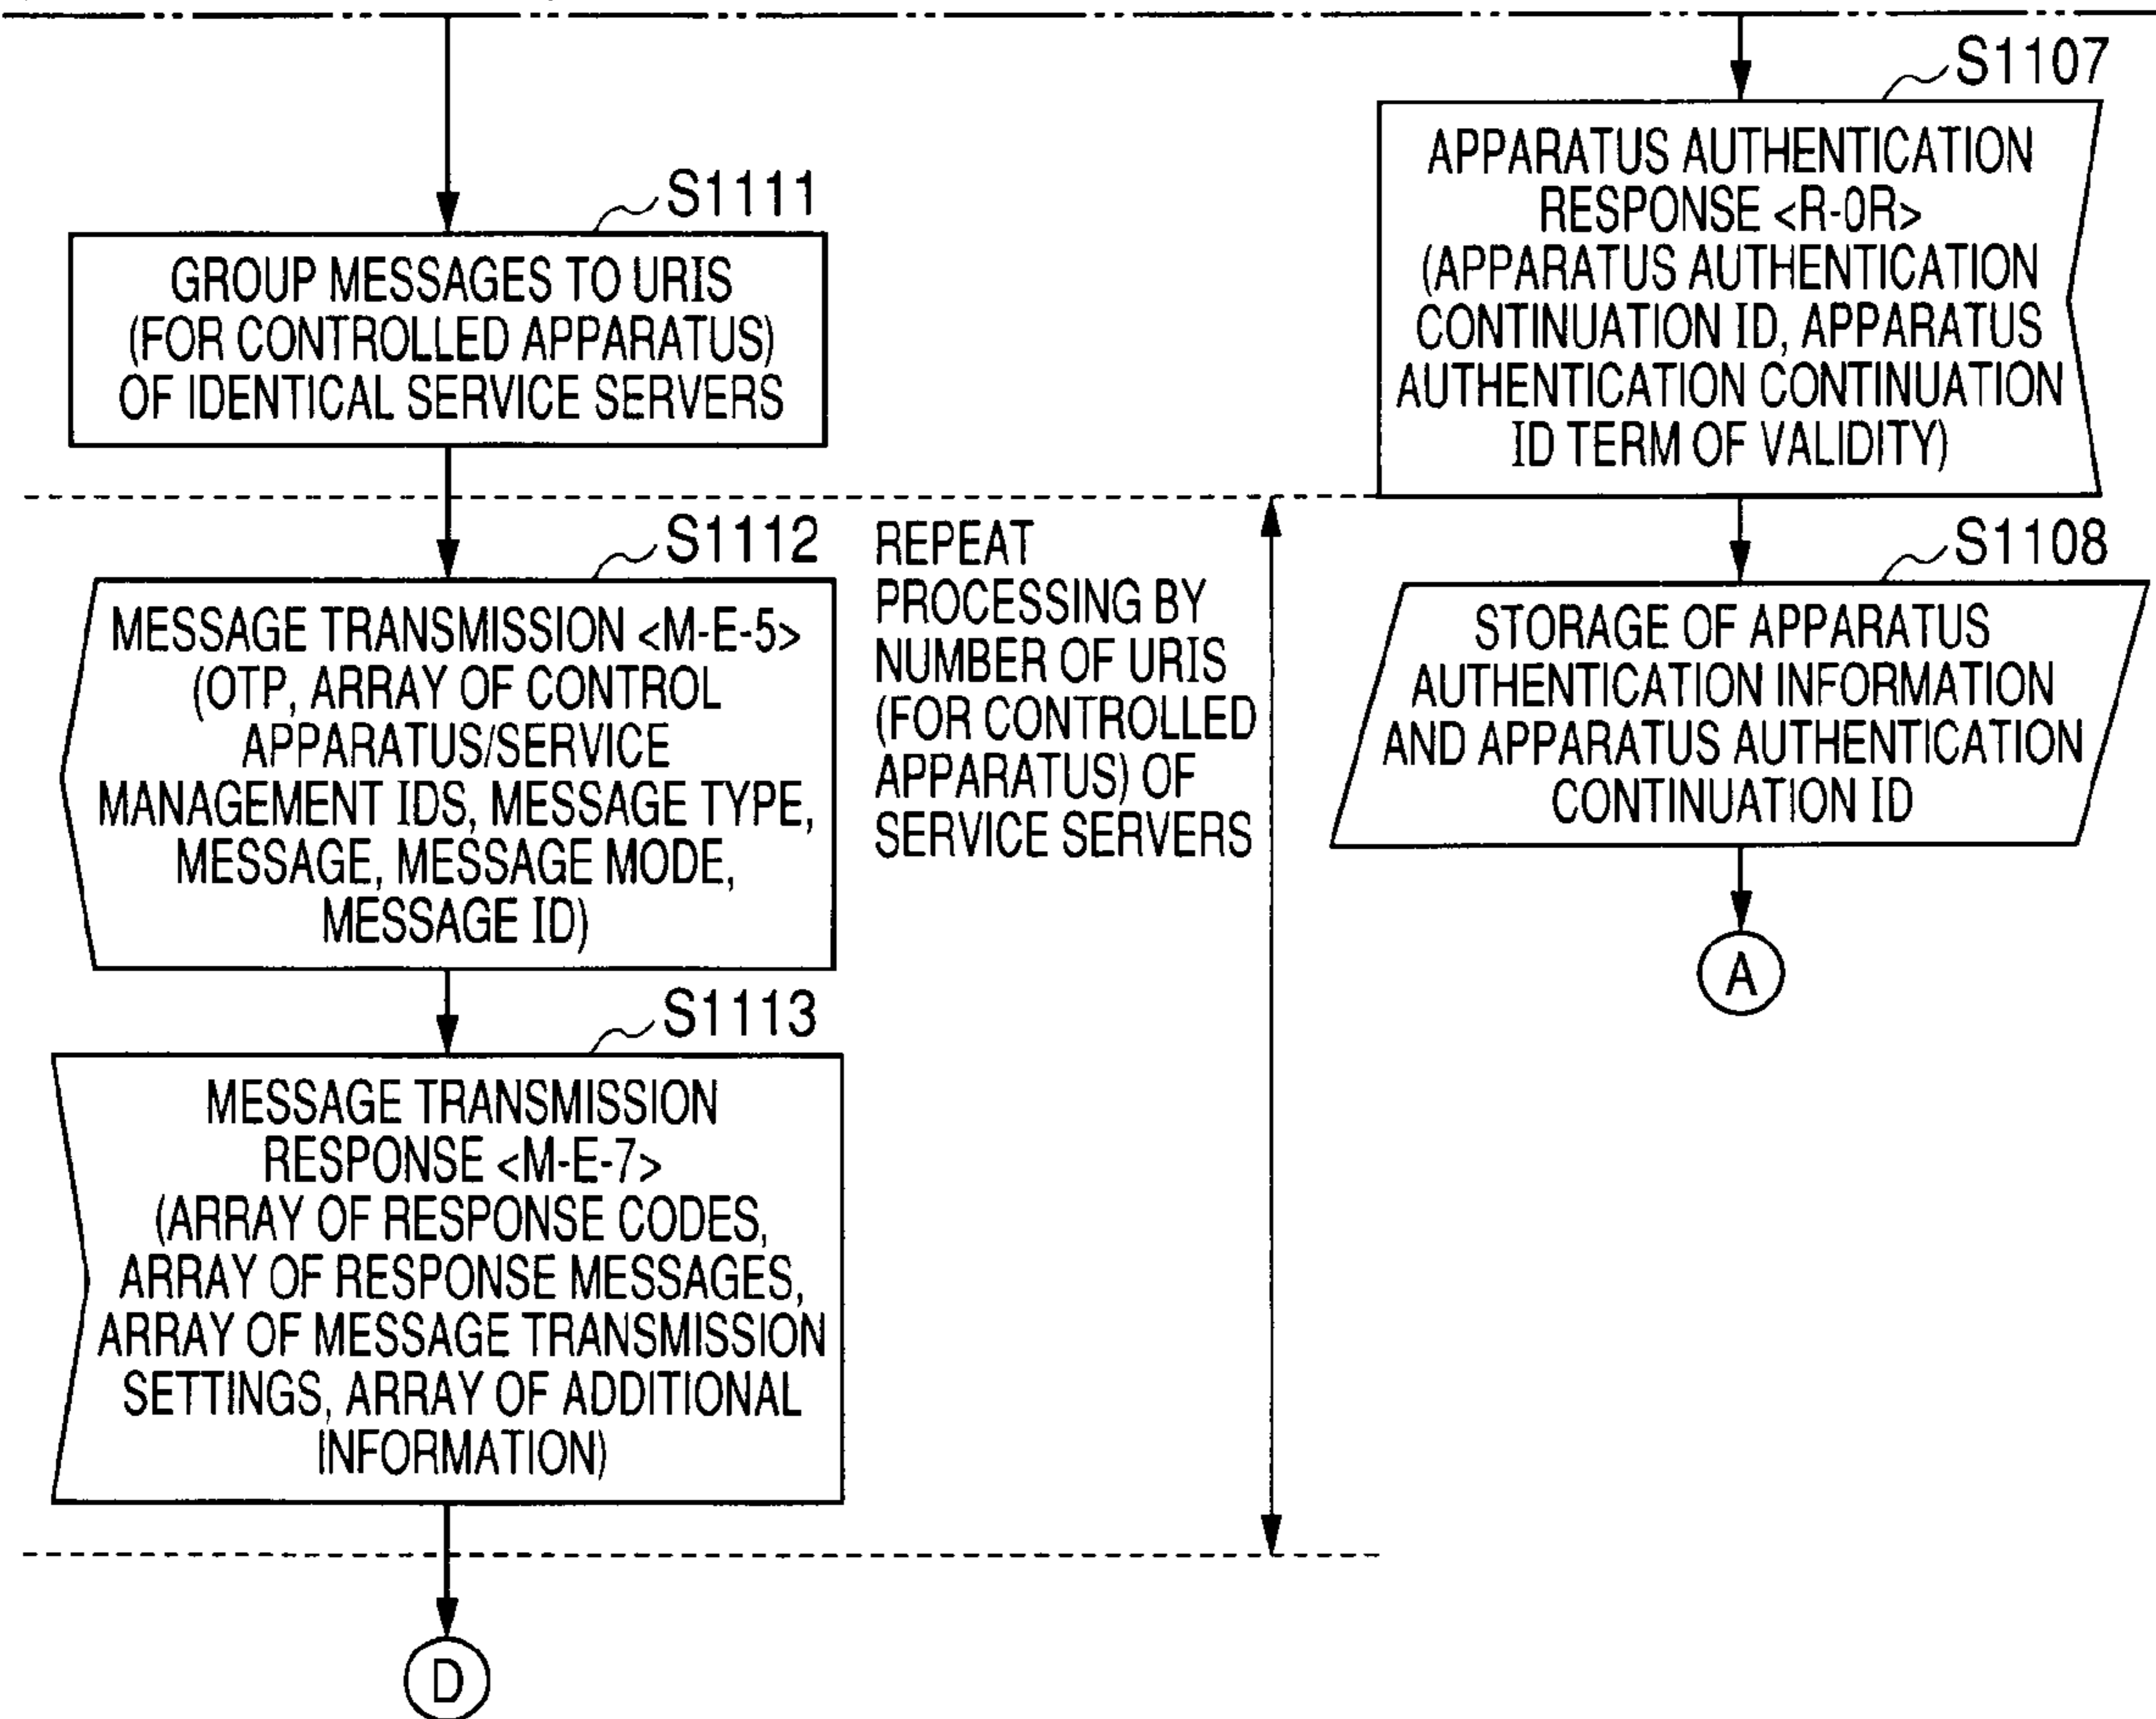 S1111
GROUP MESSAGES TO URIS
(FOR CONTROLLED APPARATUS)
OF IDENTICAL SERVICE SERVERS
S1112
MESSAGE TRANSMISSION <M-E-5>
(OTP, ARRAY OF CONTROL
APPARATUS/SERVICE
MANAGEMENT IDS, MESSAGE TYPE,
MESSAGE, MESSAGE MODE,
MESSAGE ID)
S1113
MESSAGE TRANSMISSION
RESPONSE <M-E-7>
(ARRAY OF RESPONSE CODES,
ARRAY OF RESPONSE MESSAGES,
ARRAY OF MESSAGE TRANSMISSION
SETTINGS, ARRAY OF ADDITIONAL
INFORMATION)
D
REPEAT
PROCESSING BY
NUMBER OF URIS
(FOR CONTROLLED
APPARATUS) OF
SERVICE SERVERS
S1107
APPARATUS AUTHENTICATION
RESPONSE <R-0R>
(APPARATUS AUTHENTICATION
CONTINUATION ID, APPARATUS
AUTHENTICATION CONTINUATION
ID TERM OF VALIDITY)
S1108
STORAGE OF APPARATUS
AUTHENTICATION INFORMATION
AND APPARATUS AUTHENTICATION
CONTINUATION ID
A